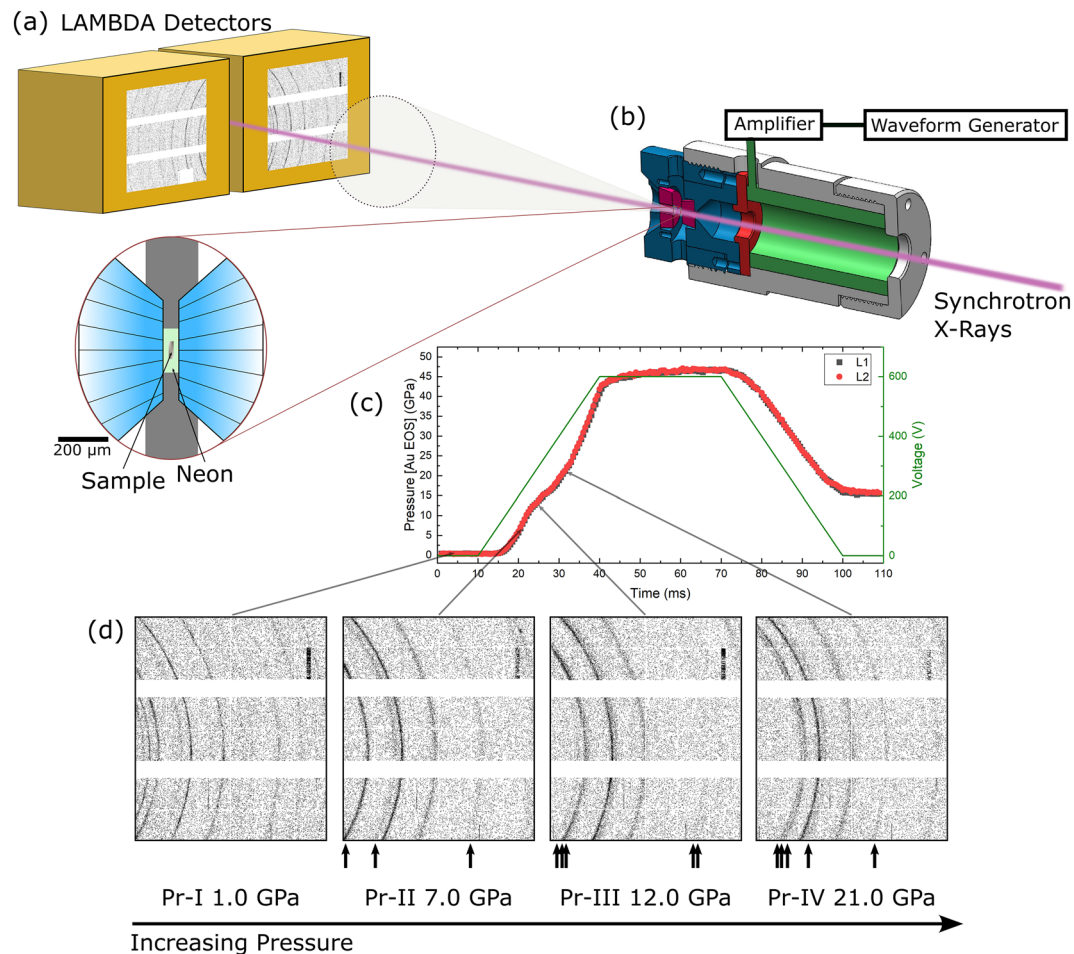 (a) LAMBDA Detectors
(b)
Amplifier
Waveform Generator
Synchrotron
X-Rays
200 µm
Sample
Neon
(c)
Pressure [Au EOS] (GPa)
50
45
40
35
30
25
20
15
10
5
0
L1
L2
600
400
200
0
Voltage (V)
0 10 20 30 40 50 60 70 80 90 100 110
Time (ms)
(d)
Pr-I 1.0 GPa
Pr-II 7.0 GPa
Pr-III 12.0 GPa
Pr-IV 21.0 GPa
Increasing Pressure